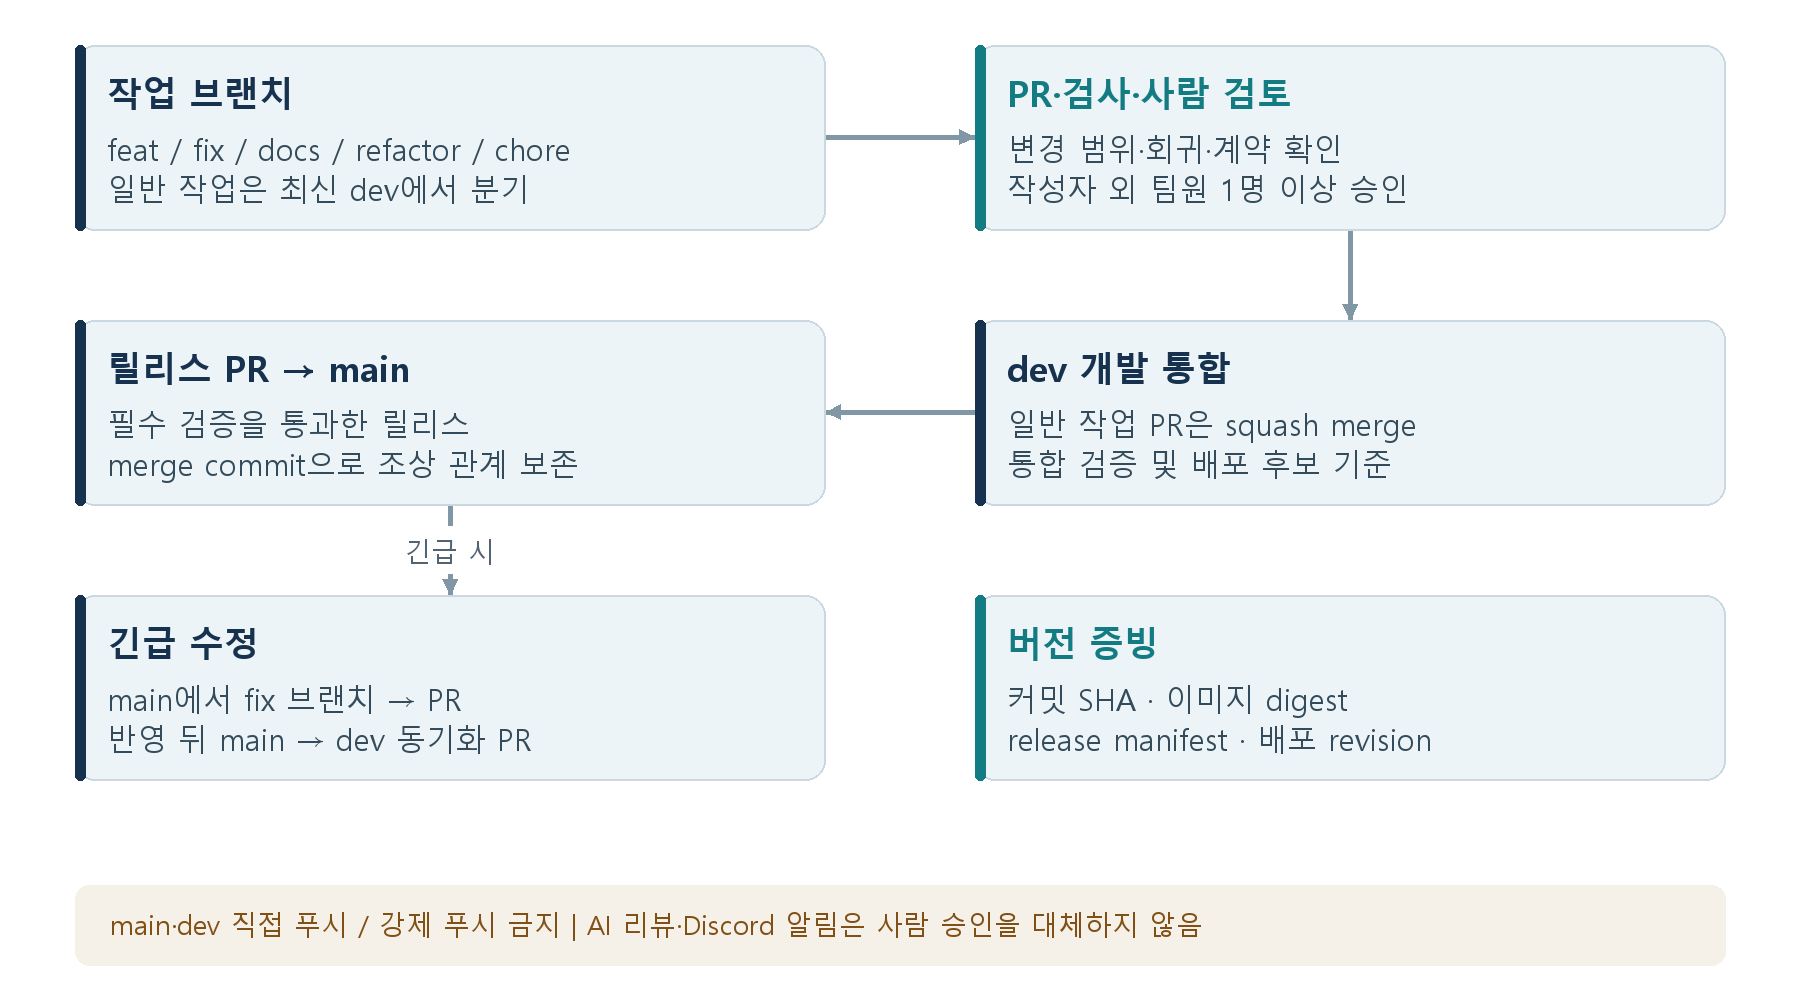 작업 브랜치
feat / fix / docs / refactor / chore
일반 작업은 최신 dev에서 분기
PR·검사·사람 검토
변경 범위·회귀·계약 확인
작성자 외 팀원 1명 이상 승인
릴리스 PR → main
필수 검증을 통과한 릴리스
merge commit으로 조상 관계 보존
dev 개발 통합
일반 작업 PR은 squash merge
통합 검증 및 배포 후보 기준
긴급 시
긴급 수정
main에서 fix 브랜치 → PR
반영 뒤 main → dev 동기화 PR
버전 증빙
커밋 SHA · 이미지 digest
release manifest · 배포 revision
main·dev 직접 푸시 / 강제 푸시 금지 | AI 리뷰·Discord 알림은 사람 승인을 대체하지 않음